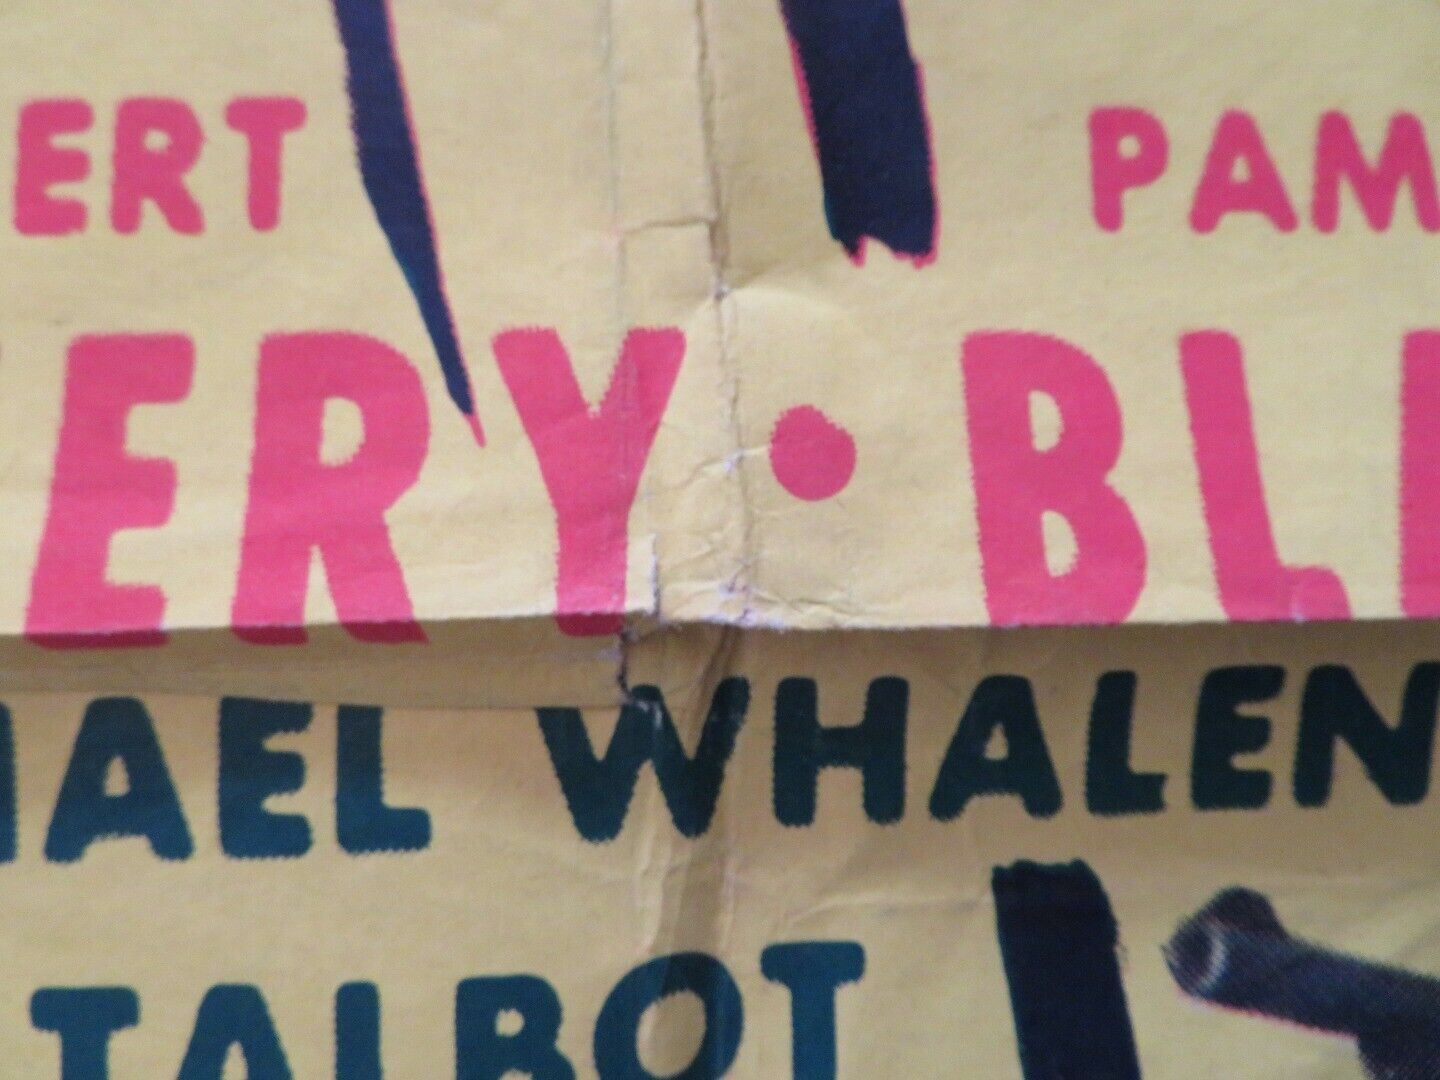 ERT PAM
ERY • BL
AEL WHALEN
TALBOT